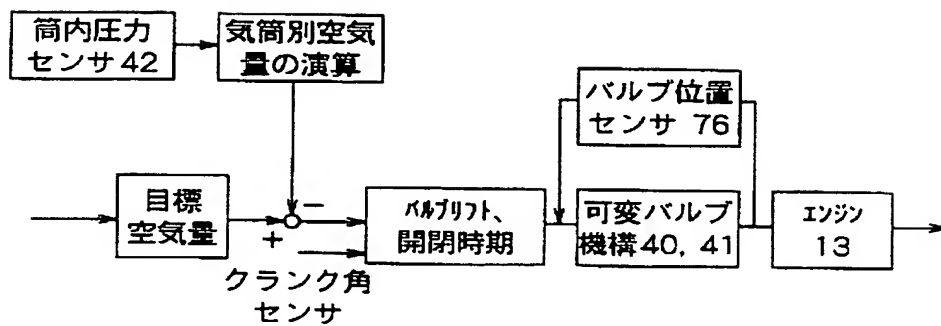 筒内圧力
センサ42
気筒別空気
量の演算
バルブ位置
センサ 76
目標
空気量
−
+
バルブリフト、
開閉時期
可変バルブ
機構40, 41
エンジン
13
クランク角
センサ